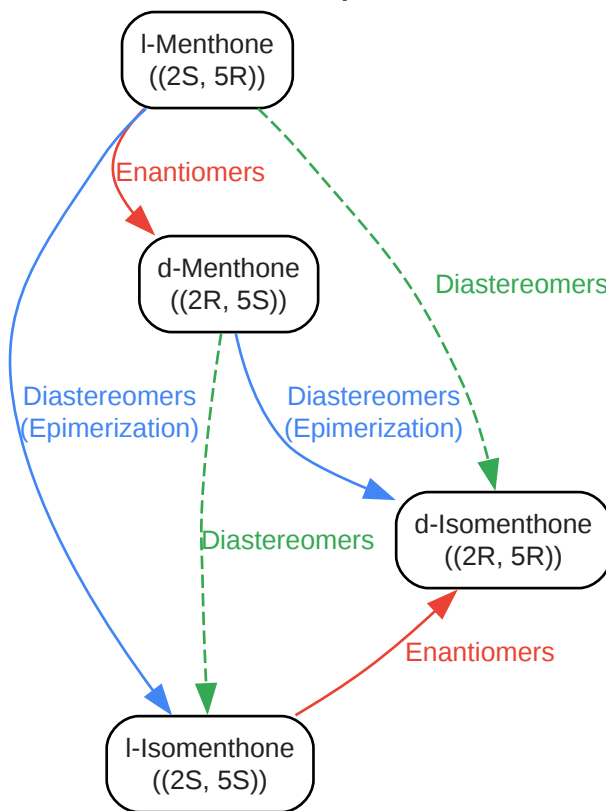 l-Menthone
((2S, 5R))
Enantiomers
d-Menthone
((2R, 5S))
Diastereomers
Diastereomers
(Epimerization)
Diastereomers
(Epimerization)
d-Isomenthone
((2R, 5R))
Diastereomers
Enantiomers
l-Isomenthone
((2S, 5S))